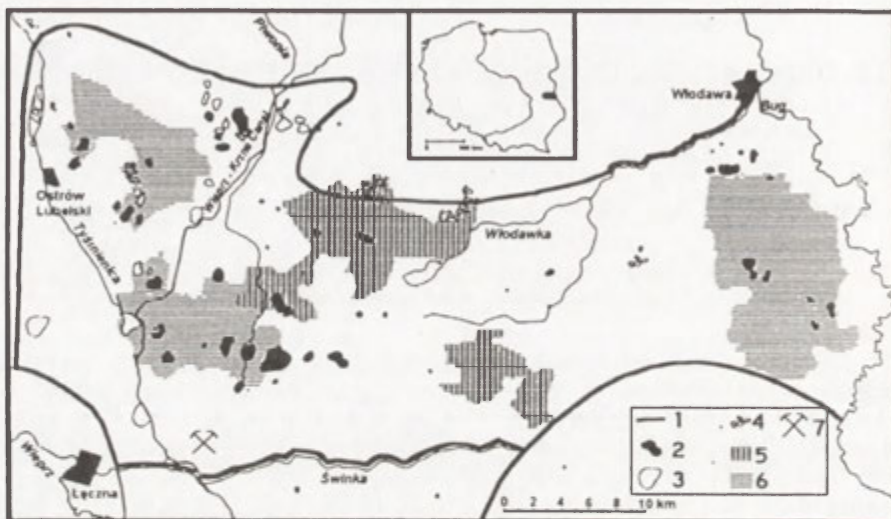 Piwonia
Włodawa
Bug
Ostrów
Lubelski
Tyśmienica
Włodawka
Wieprz
Łęczna
Świnka
1
2
3
4
5
6
7
0 2 4 6 8 10 km